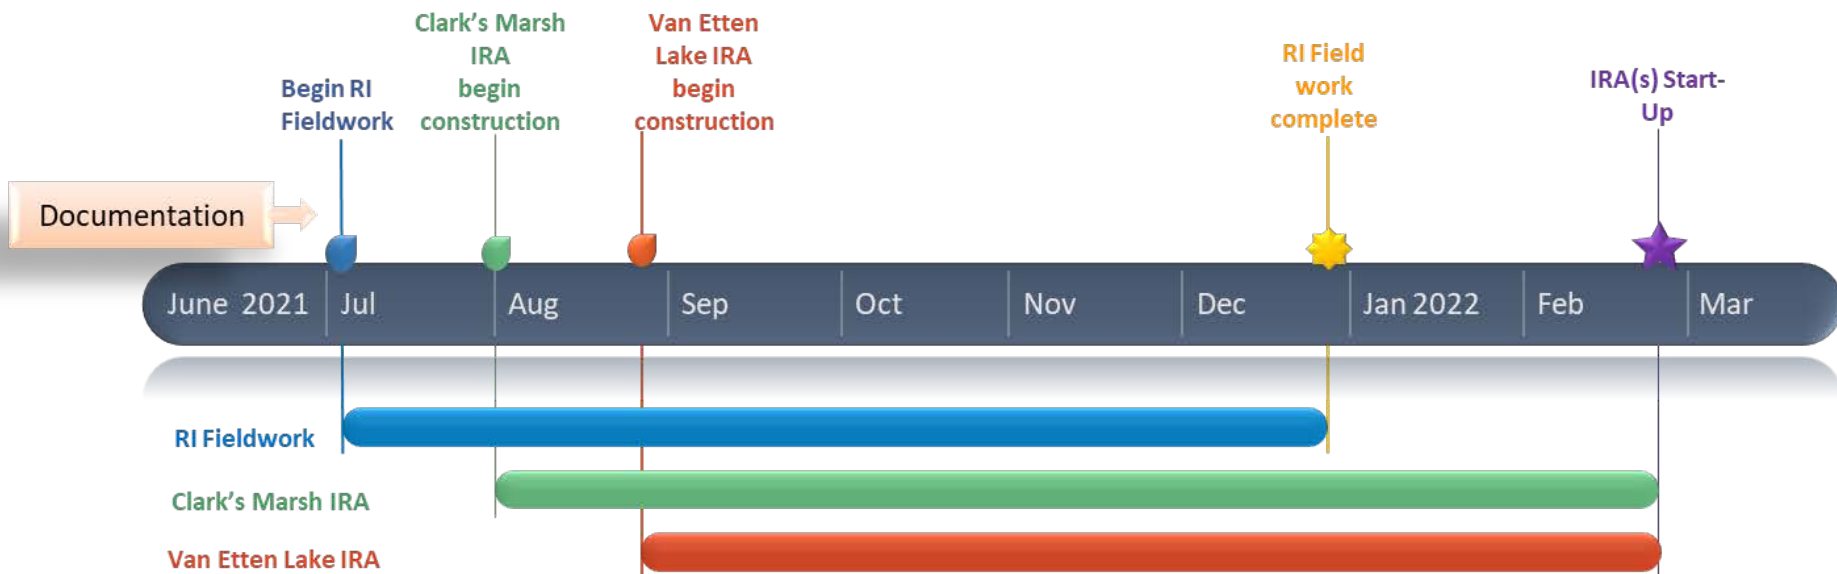 Clark's Marsh
IRA
begin
construction
Van Etten
Lake IRA
begin
construction
Begin RI
Fieldwork
RI Field
work
complete
IRA(s) Start-
Up
Documentation
June 2021 Jul Aug Sep Oct Nov Dec Jan 2022 Feb Mar
RI Fieldwork
Clark's Marsh IRA
Van Etten Lake IRA